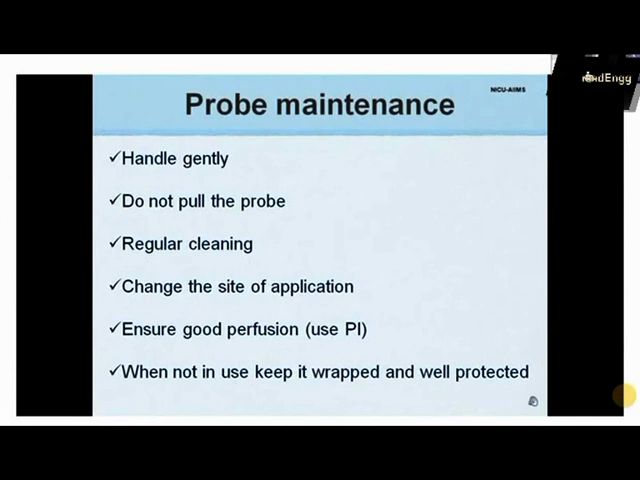 NICU-AIIMS
Probe maintenance
✓Handle gently
✓Do not pull the probe
✓Regular cleaning
✓Change the site of application
✓Ensure good perfusion (use PI)
✓When not in use keep it wrapped and well protected